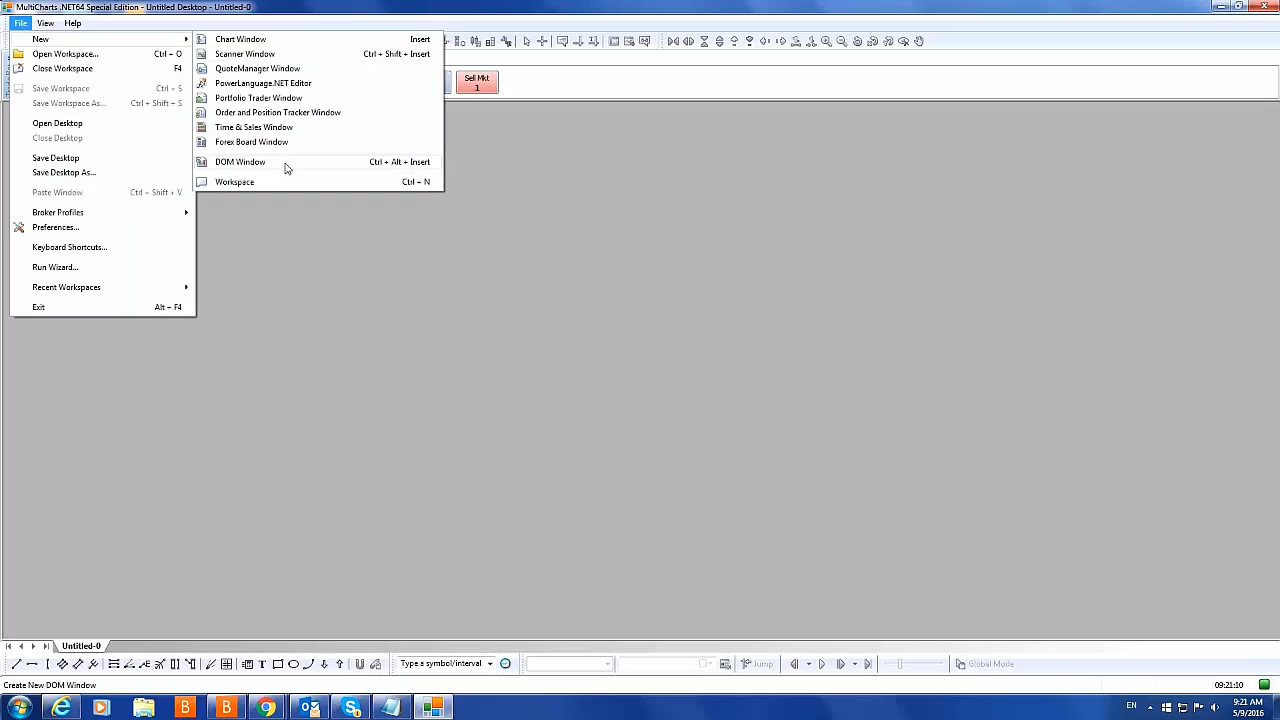 MultiCharts .NET64 Special Edition - Untitled Desktop - Untitled-0
File View Help
New
Open Workspace... Ctrl + O
Close Workspace F4
Save Workspace Ctrl + S
Save Workspace As... Ctrl + Shift + S
Open Desktop
Close Desktop
Save Desktop
Save Desktop As...
Paste Window Ctrl + Shift + V
Broker Profiles
Preferences...
Keyboard Shortcuts...
Run Wizard...
Recent Workspaces
Exit Alt + F4
Chart Window Insert
Scanner Window Ctrl + Shift + Insert
QuoteManager Window
PowerLanguage.NET Editor
Portfolio Trader Window
Order and Position Tracker Window
Time & Sales Window
Forex Board Window
DOM Window Ctrl + Alt + Insert
Workspace Ctrl + N
Sell Mkt
1
Untitled-0
Type a symbol/interval
Jump
Global Mode
Create New DOM Window
09:21:10
EN
9:21 AM
5/9/2016